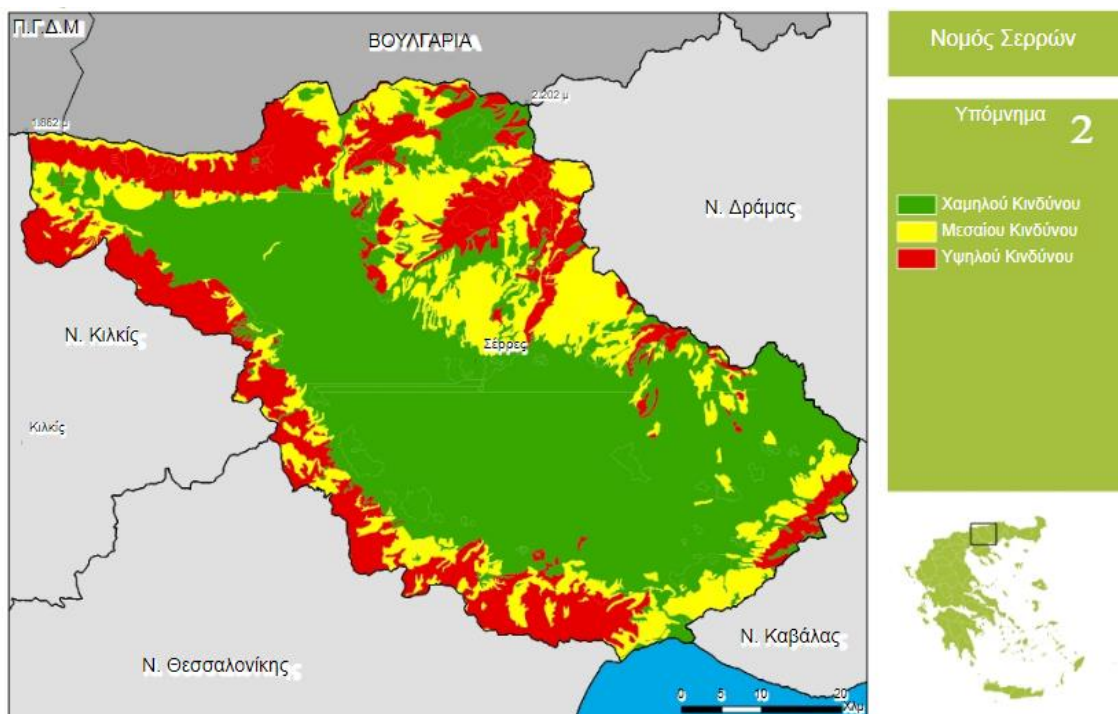 Π.Γ.Δ.Μ
ΒΟΥΛΓΑΡΙΑ
1.862 μ
2.202 μ
Ν. Δράμας
Ν. Κιλκίς
Σέρρες
Κιλκίς
Ν. Θεσσαλονίκης
Ν. Καβάλας
0 5 10 20
Χλμ
Νομός Σερρών
Υπόμνημα 2
Χαμηλού Κινδύνου
Μεσαίου Κινδύνου
Υψηλού Κινδύνου